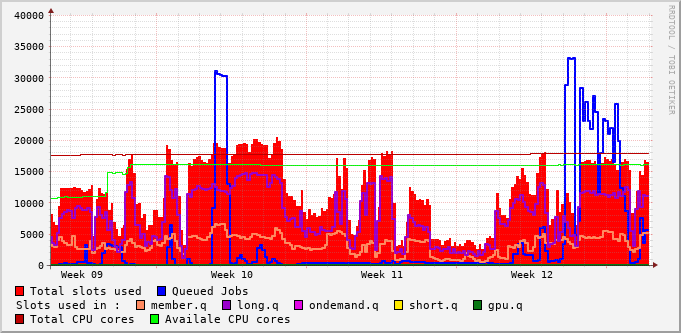 40000
35000
30000
25000
20000
15000
10000
5000
0
Week 09 Week 10 Week 11 Week 12
RRDTOOL / TOBI OETIKER
Total slots used Queued Jobs
Slots used in : member.q long.q ondemand.q short.q gpu.q
Total CPU cores Availale CPU cores